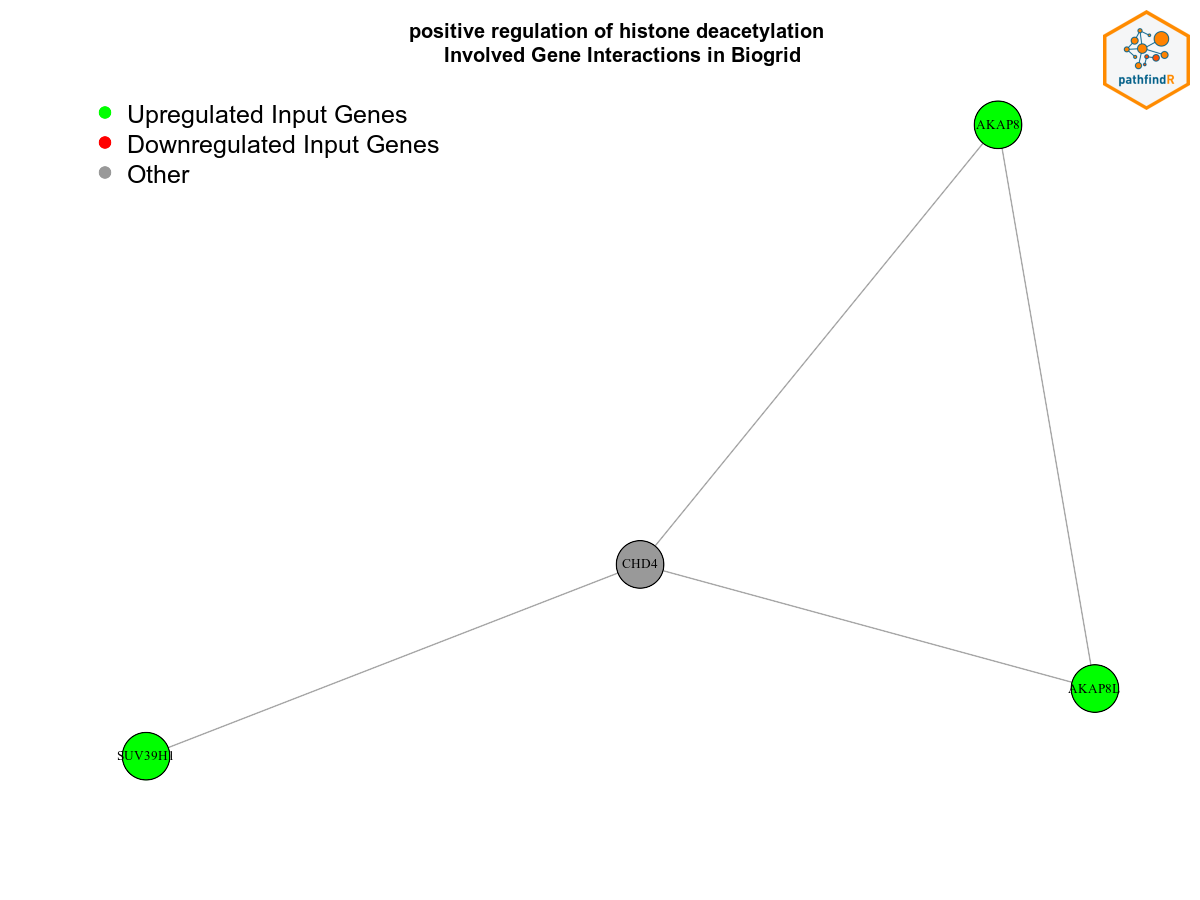 positive regulation of histone deacetylation
Involved Gene Interactions in Biogrid
pathfindR
Upregulated Input Genes
Downregulated Input Genes
Other
AKAP8
CHD4
AKAP8L
SUV39H1